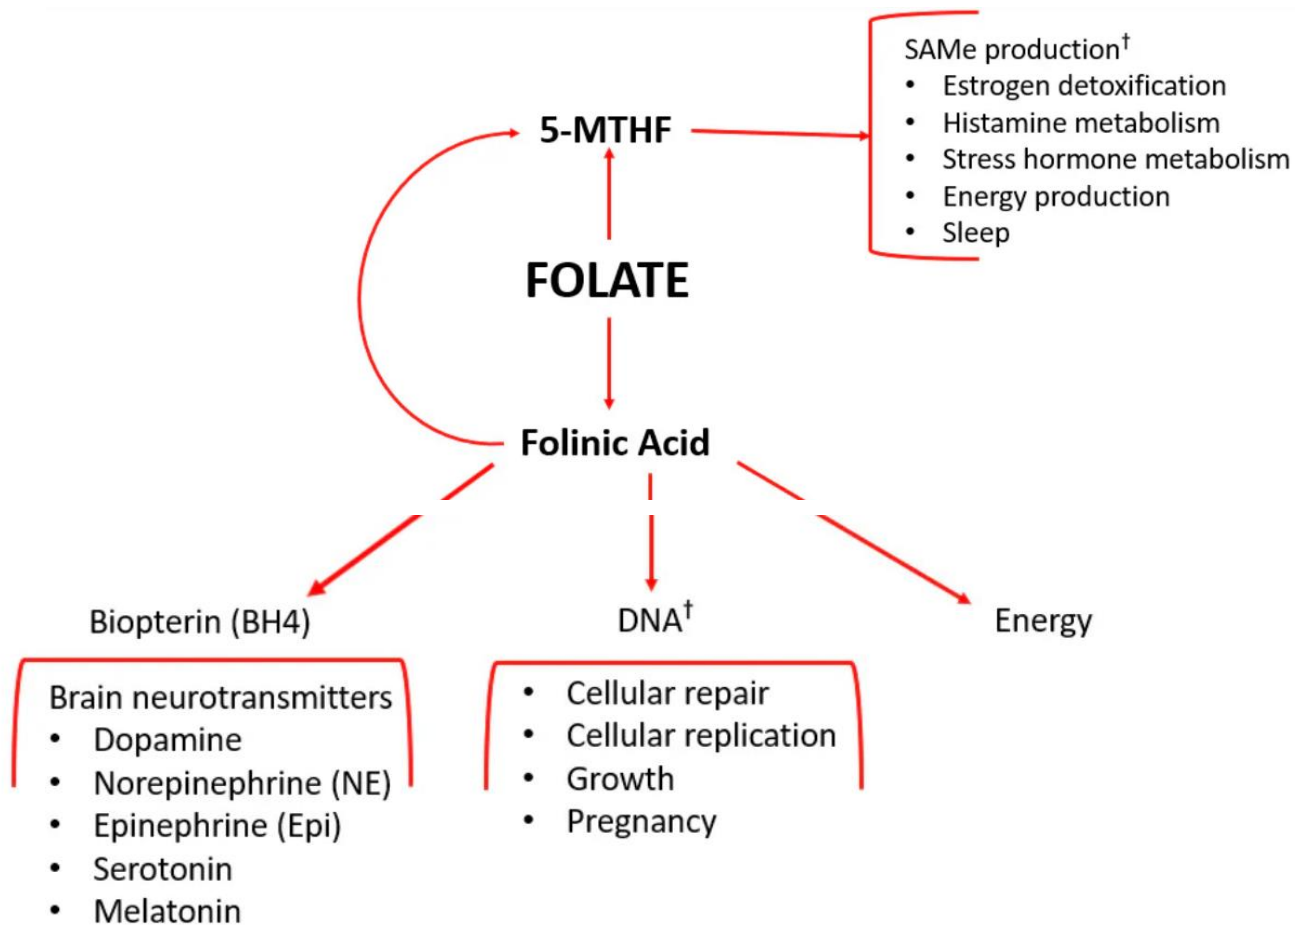 SAMe production†
• Estrogen detoxification
• Histamine metabolism
• Stress hormone metabolism
• Energy production
• Sleep
5-MTHF
FOLATE
Folinic Acid
Biopterin (BH4)
Brain neurotransmitters
• Dopamine
• Norepinephrine (NE)
• Epinephrine (Epi)
• Serotonin
• Melatonin
DNA†
• Cellular repair
• Cellular replication
• Growth
• Pregnancy
Energy